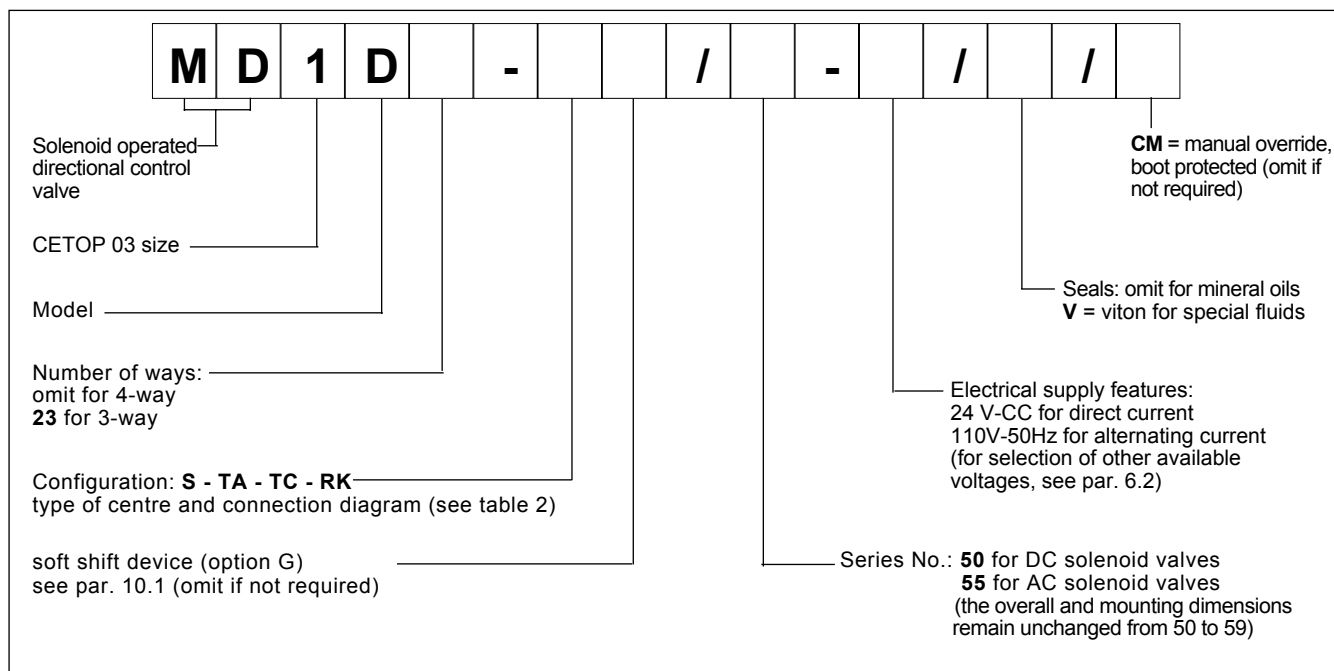 M D 1 D - / - / /
Solenoid operated
directional control
valve
CETOP 03 size
Model
Number of ways:
omit for 4-way
23 for 3-way
Configuration: S - TA - TC - RK
type of centre and connection diagram (see table 2)
soft shift device (option G)
see par. 10.1 (omit if not required)
CM = manual override,
boot protected (omit if
not required)
Seals: omit for mineral oils
V = viton for special fluids
Electrical supply features:
24 V-CC for direct current
110V-50Hz for alternating current
(for selection of other available
voltages, see par. 6.2)
Series No.: 50 for DC solenoid valves
55 for AC solenoid valves
(the overall and mounting dimensions
remain unchanged from 50 to 59)